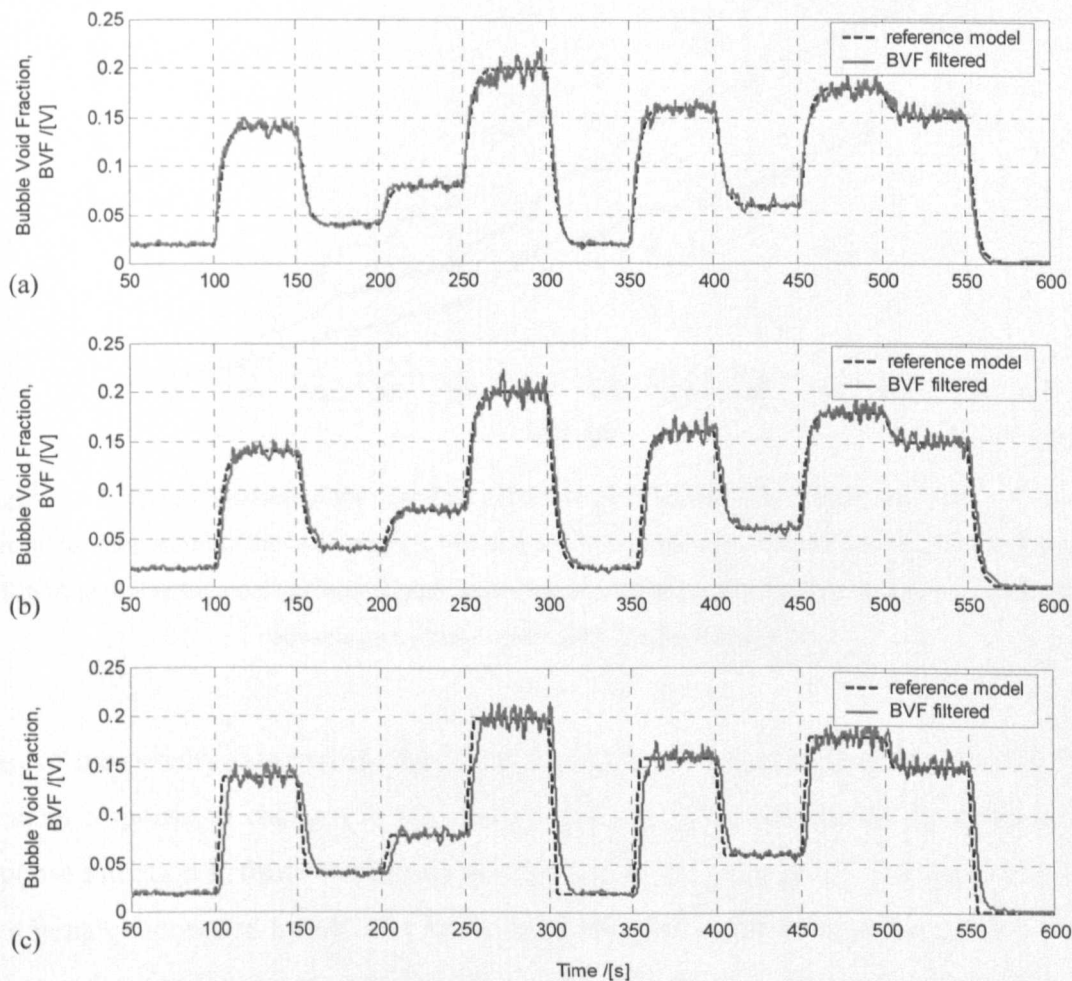 0.25
0.2
0.15
0.1
0.05
0
Bubble Void Fraction,
BVF /[V]
reference model
BVF filtered
50 100 150 200 250 300 350 400 450 500 550 600
(a)
0.25
0.2
0.15
0.1
0.05
0
Bubble Void Fraction,
BVF /[V]
reference model
BVF filtered
50 100 150 200 250 300 350 400 450 500 550 600
(b)
0.25
0.2
0.15
0.1
0.05
0
Bubble Void Fraction,
BVF /[V]
reference model
BVF filtered
50 100 150 200 250 300 350 400 450 500 550 600
(c)
Time /[s]